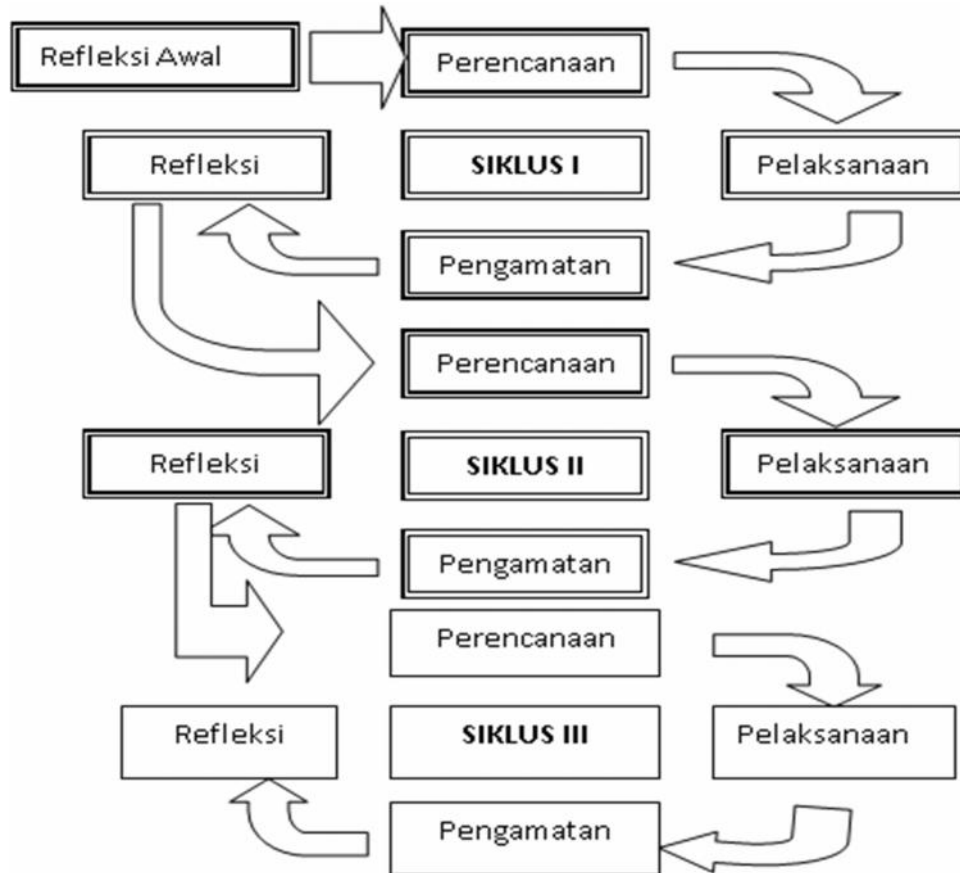 Refleksi Awal
Perencanaan
Refleksi
SIKLUS I
Pelaksanaan
Pengamatan
Perencanaan
Refleksi
SIKLUS II
Pelaksanaan
Pengamatan
Perencanaan
Refleksi
SIKLUS III
Pelaksanaan
Pengamatan